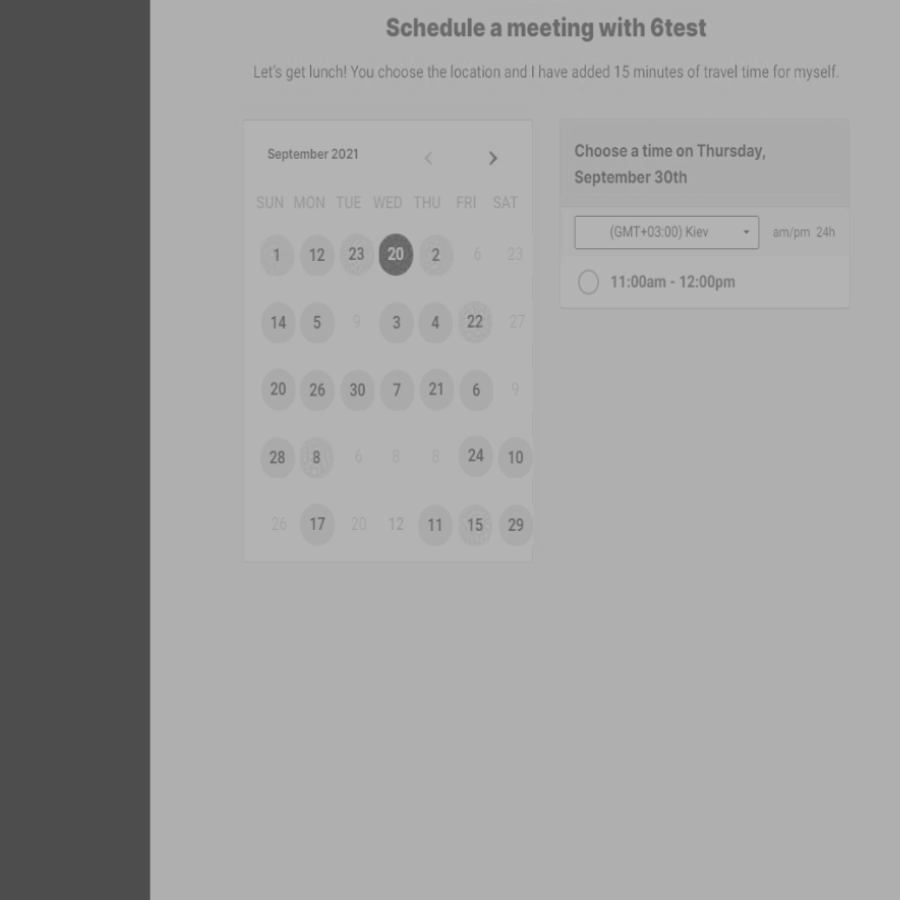 Schedule a meeting with 6test
Let's get lunch! You choose the location and I have added 15 minutes of travel time for myself.
September 2021
SUN MON TUE WED THU FRI SAT
1 12 23 20 2 6 23
14 5 9 3 4 22 27
20 26 30 7 21 6 9
28 8 6 8 8 24 10
26 17 20 12 11 15 29
Choose a time on Thursday,
September 30th
(GMT+03:00) Kiev am/pm 24h
11:00am - 12:00pm